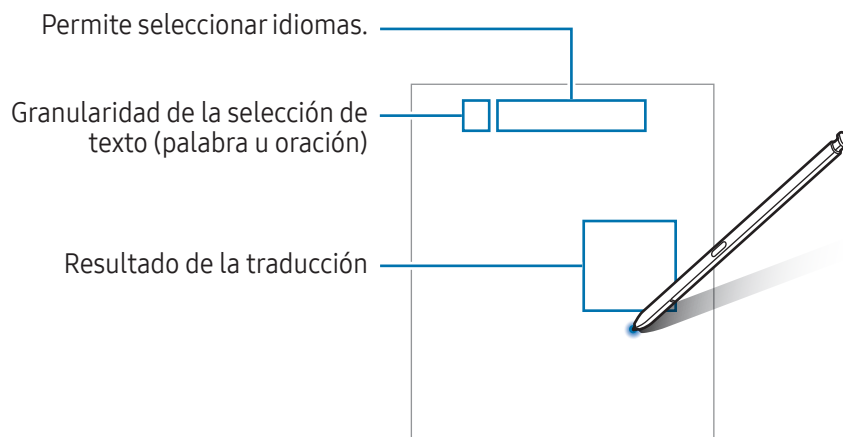 Permite seleccionar idiomas.
Granularidad de la selección de
texto (palabra u oración)
Resultado de la traducción